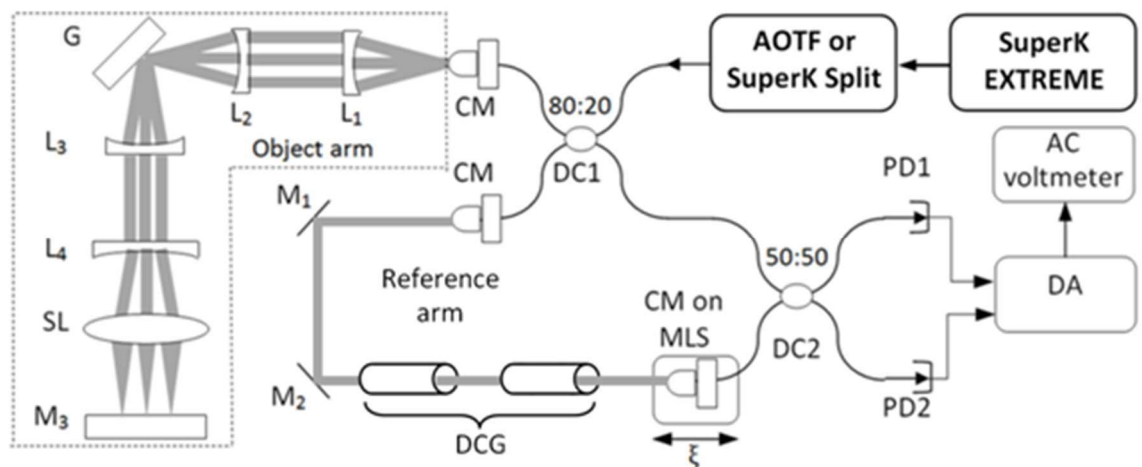 G
L₂
L₁
CM
80:20
AOTF or
SuperK Split
SuperK
EXTREME
L₃
Object arm
CM
DC1
PD1
AC
voltmeter
M₁
L₄
Reference
arm
50:50
DA
SL
CM on
MLS
DC2
M₂
PD2
M₃
DCG
ξ